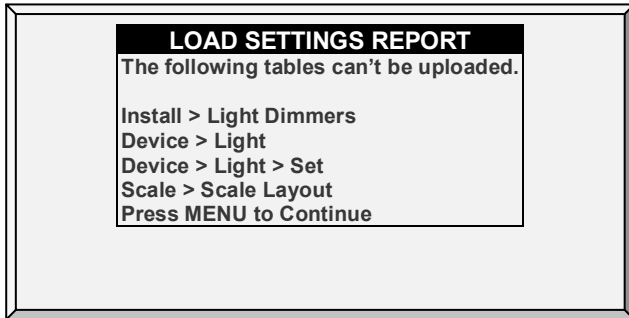 LOAD SETTINGS REPORT
The following tables can’t be uploaded.
Install > Light Dimmers
Device > Light
Device > Light > Set
Scale > Scale Layout
Press MENU to Continue